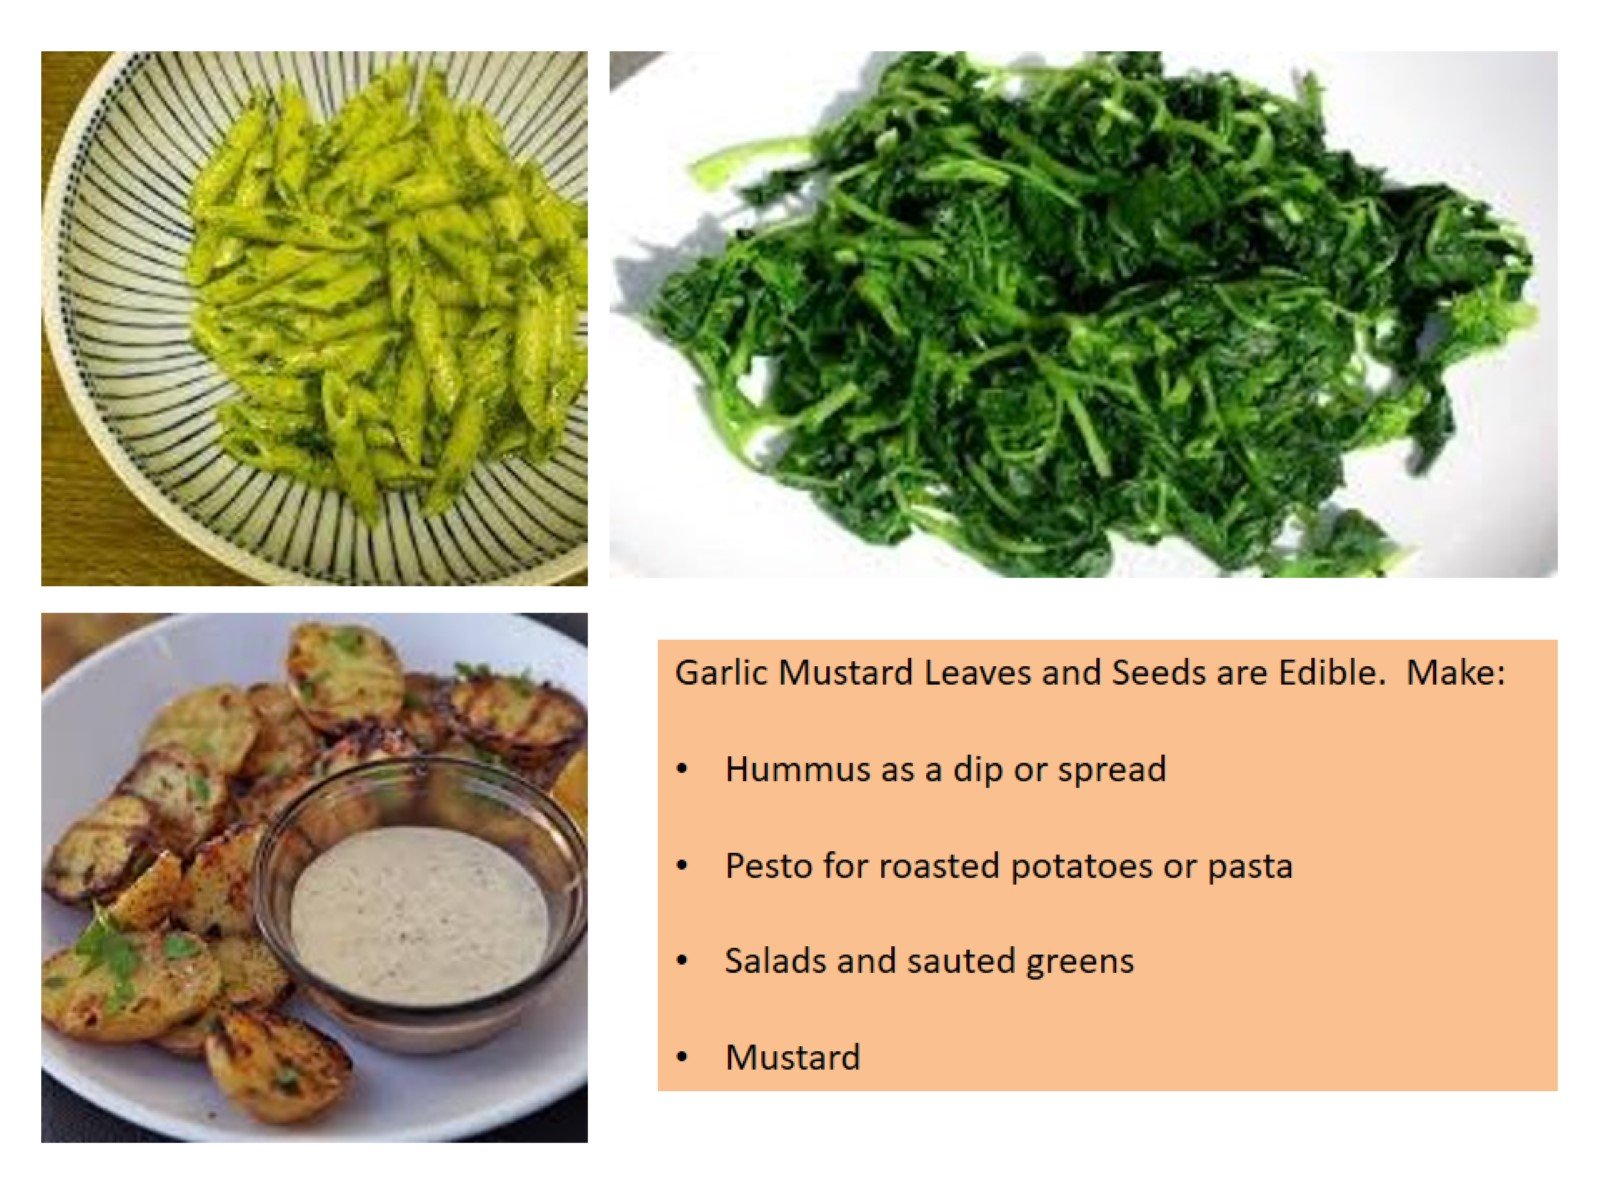 Garlic Mustard Leaves and Seeds are Edible.  Make:
• Hummus as a dip or spread
• Pesto for roasted potatoes or pasta
• Salads and sauted greens
• Mustard